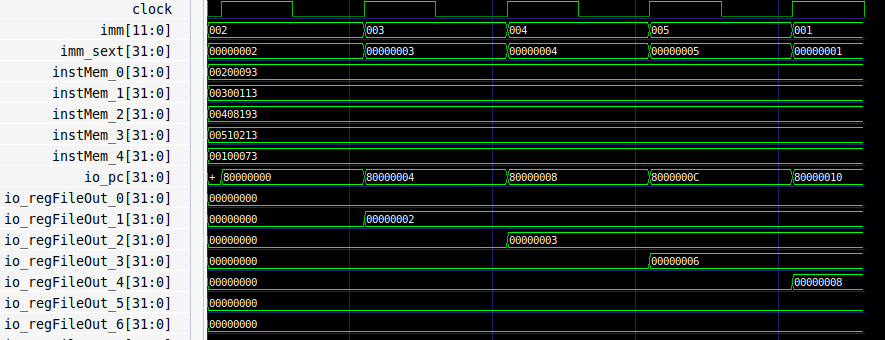 clock
imm[11:0] 002 003 004 005 001
imm_sext[31:0] 00000002 00000003 00000004 00000005 00000001
instMem_0[31:0] 00200093
instMem_1[31:0] 00300113
instMem_2[31:0] 00408193
instMem_3[31:0] 00510213
instMem_4[31:0] 00100073
io_pc[31:0] + 80000000 80000004 80000008 8000000C 80000010
io_regFileOut_0[31:0] 00000000
io_regFileOut_1[31:0] 00000000 00000002
io_regFileOut_2[31:0] 00000000 00000003
io_regFileOut_3[31:0] 00000000 00000006
io_regFileOut_4[31:0] 00000000 00000008
io_regFileOut_5[31:0] 00000000
io_regFileOut_6[31:0] 00000000